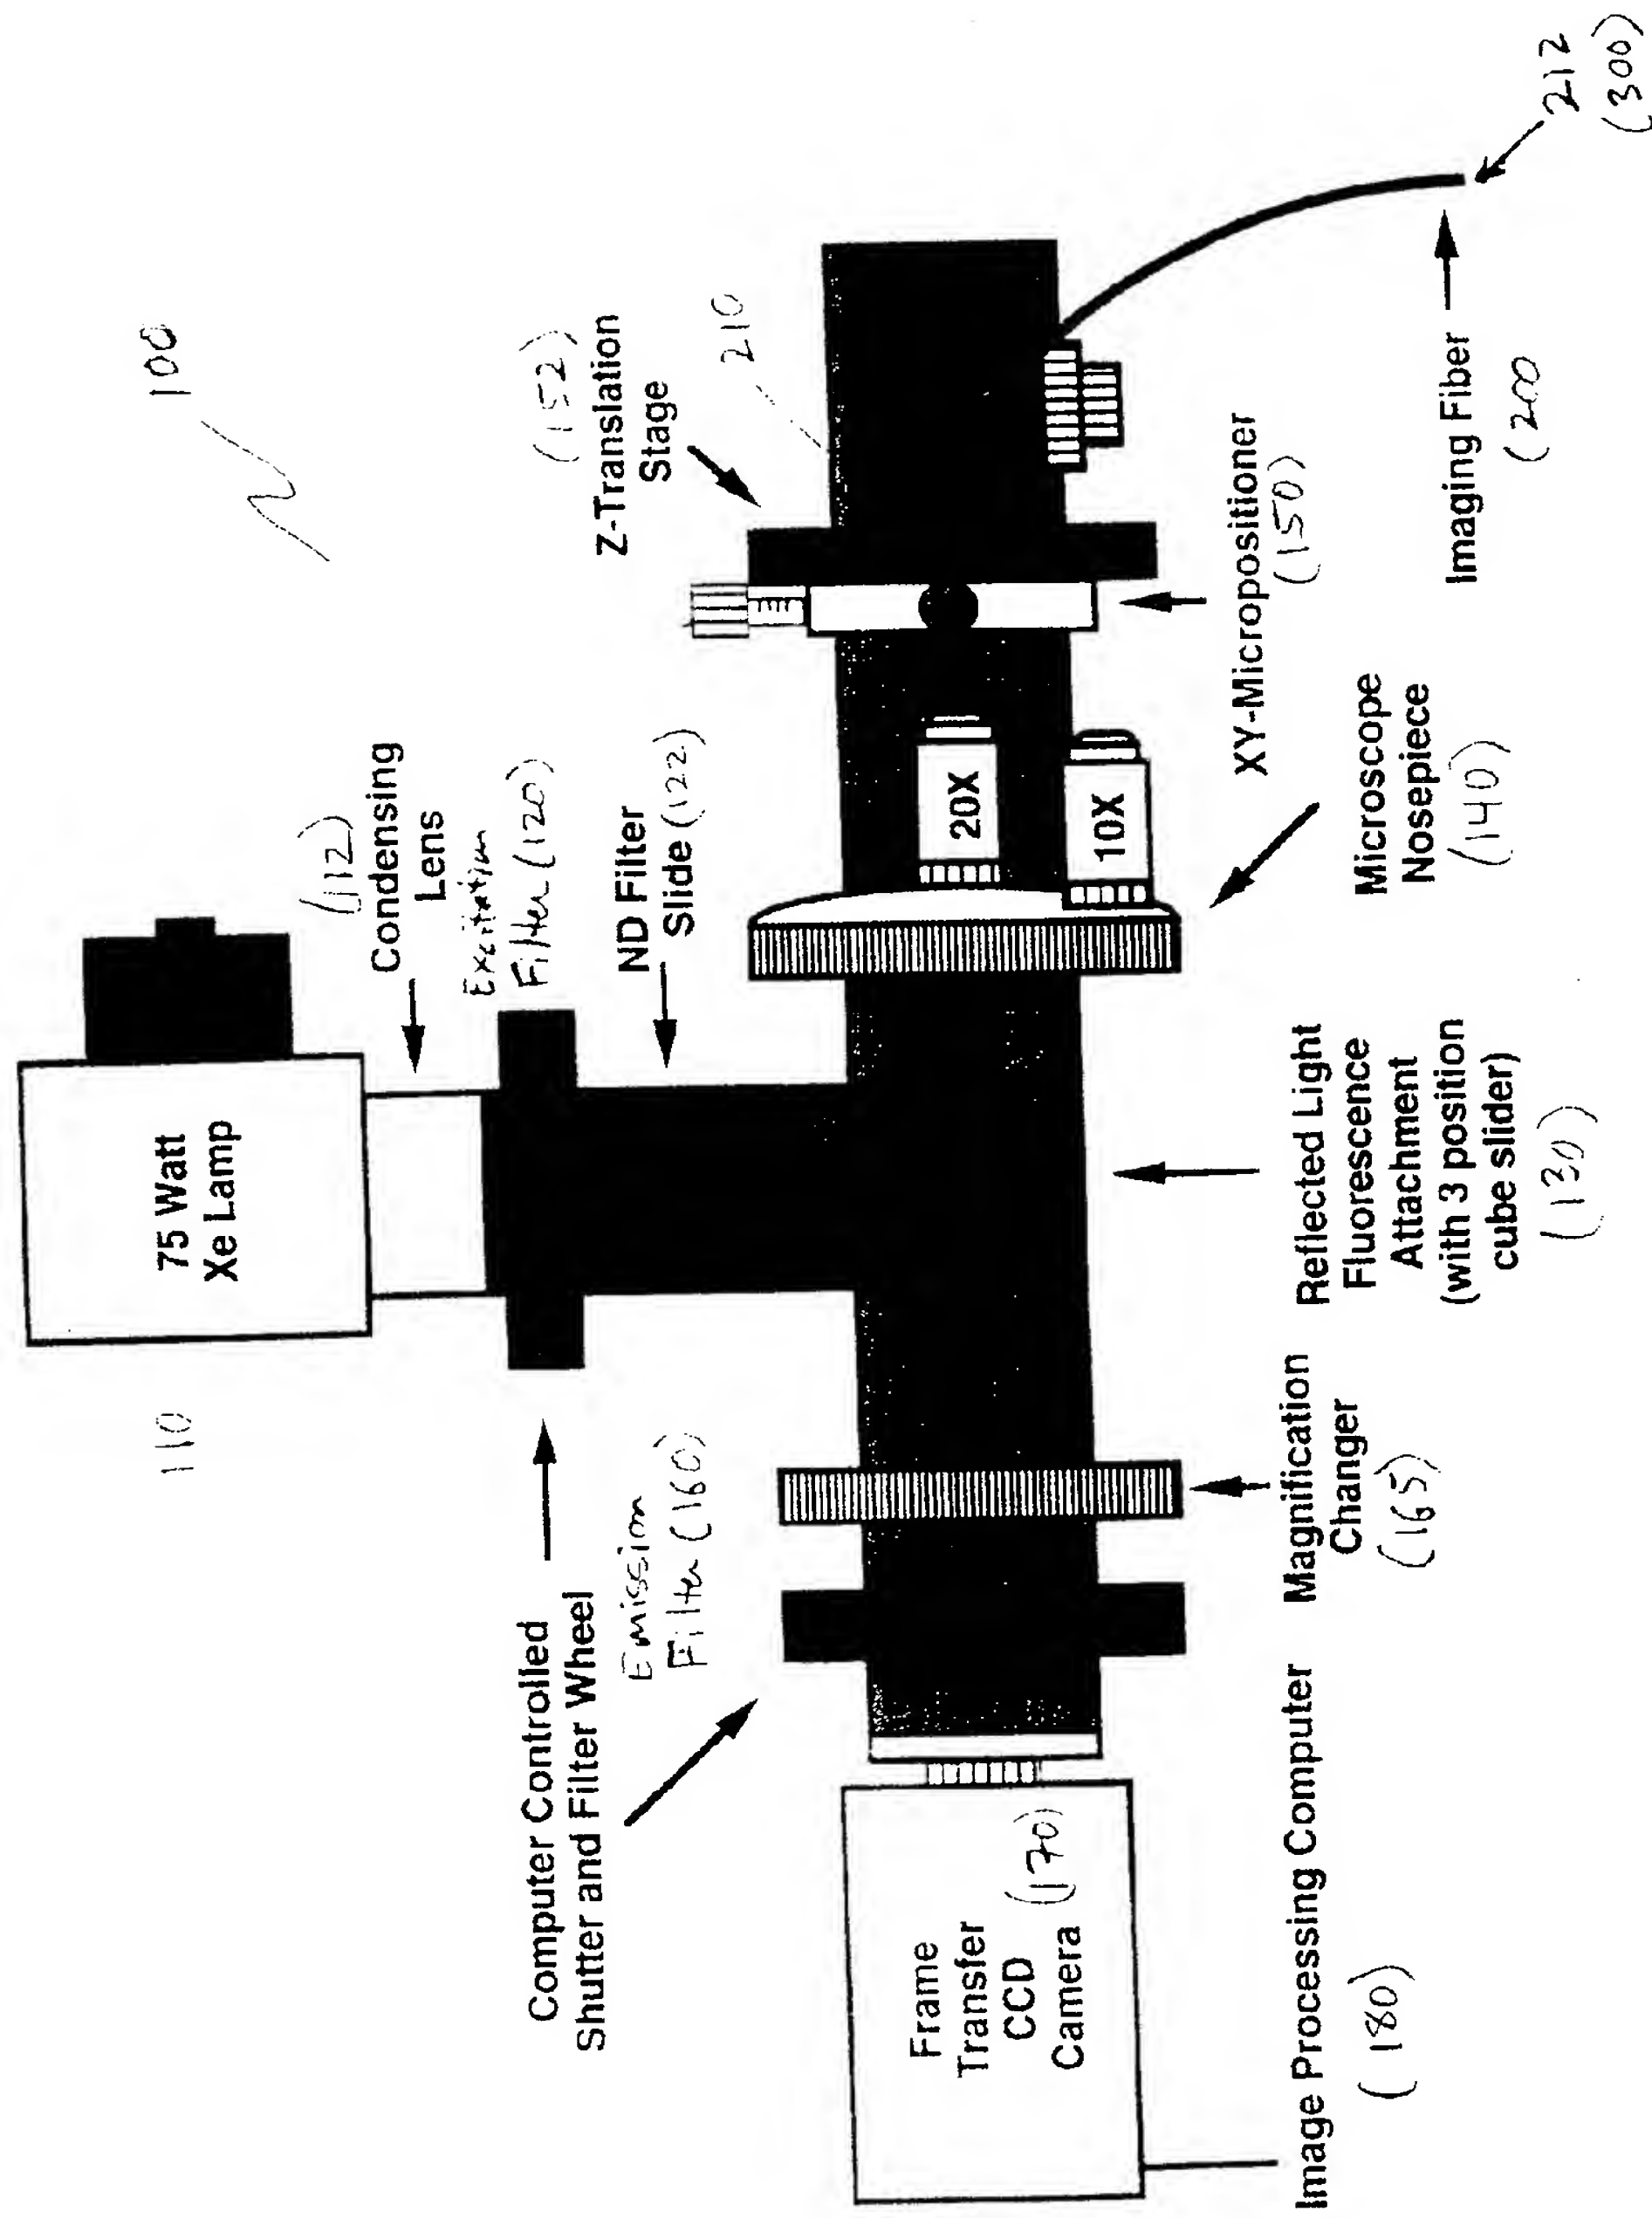 100
110
75 Watt
Xe Lamp
(112)
Condensing
Lens
Excitation
Filter (120)
Computer Controlled
Shutter and Filter Wheel
Emission
Filter (160)
ND Filter
Slide (122)
(152)
Z-Translation
Stage
210
Frame
Transfer
CCD
Camera (170)
20X
10X
212
(300)
Image Processing Computer
(180)
Magnification
Changer
(165)
Reflected Light
Fluorescence
Attachment
(with 3 position
cube slider)
(130)
Microscope
Nosepiece
(140)
XY-Micropositioner
(150)
Imaging Fiber
(200